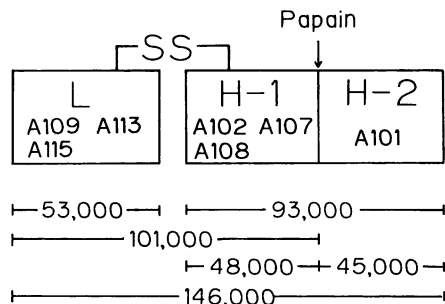 Papain
SS
L H-1 H-2
A109 A113 A102 A107 A101
A115 A108
53,000 93,000
101,000
48,000 45,000
146,000